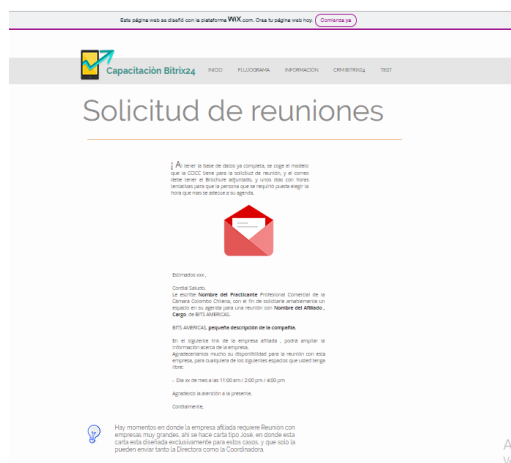 Esta página web se diseñó con la plataforma WiX.com. Crea tu página web hoy. Comienza ya
Capacitación Bitrix24 INICIO FLUJOGRAMA INFORMACIÓN CRM BITRIX24 TEST
Solicitud de reuniones
¡ Al tener la base de datos ya completa, se coge el modelo
que la CCCC tiene para la solicitud de reunión, y el correo
debe tener el Brochure adjuntado, y unos días con horas
tentativas para que la persona que se requirió pueda elegir la
hora que mas se adecue a su agenda.
Estimados xxx ,
Cordial Saludo,
Le escribe Nombre del Practicante Profesional Comercial de la
Cámara Colombo Chilena, con el fin de solicitarle amablemente un
espacio en su agenda para una reunión con Nombre del Afiliado ,
Cargo de BITS AMERICAS.
BITS AMERICAS, pequeña descripción de la compañía.
En el siguiente link de la empresa afiliada , podrá ampliar la
información acerca de la empresa.
Agradeceríamos mucho su disponibilidad para la reunión con esta
empresa, para cualquiera de los siguientes espacios que usted tenga
libre:
- Día xx de mes a las 11:00 am / 2:00 pm / 4:00 pm
Agradezco la atención a la presente.
Cordialmente,
Hay momentos en donde la empresa afiliada requiere Reunión con
empresas muy grandes, ahí se hace carta tipo José, en donde esta
carta esta diseñada exclusivamente para estos casos, y que solo la
pueden enviar tanto la Directora como la Coordinadora.